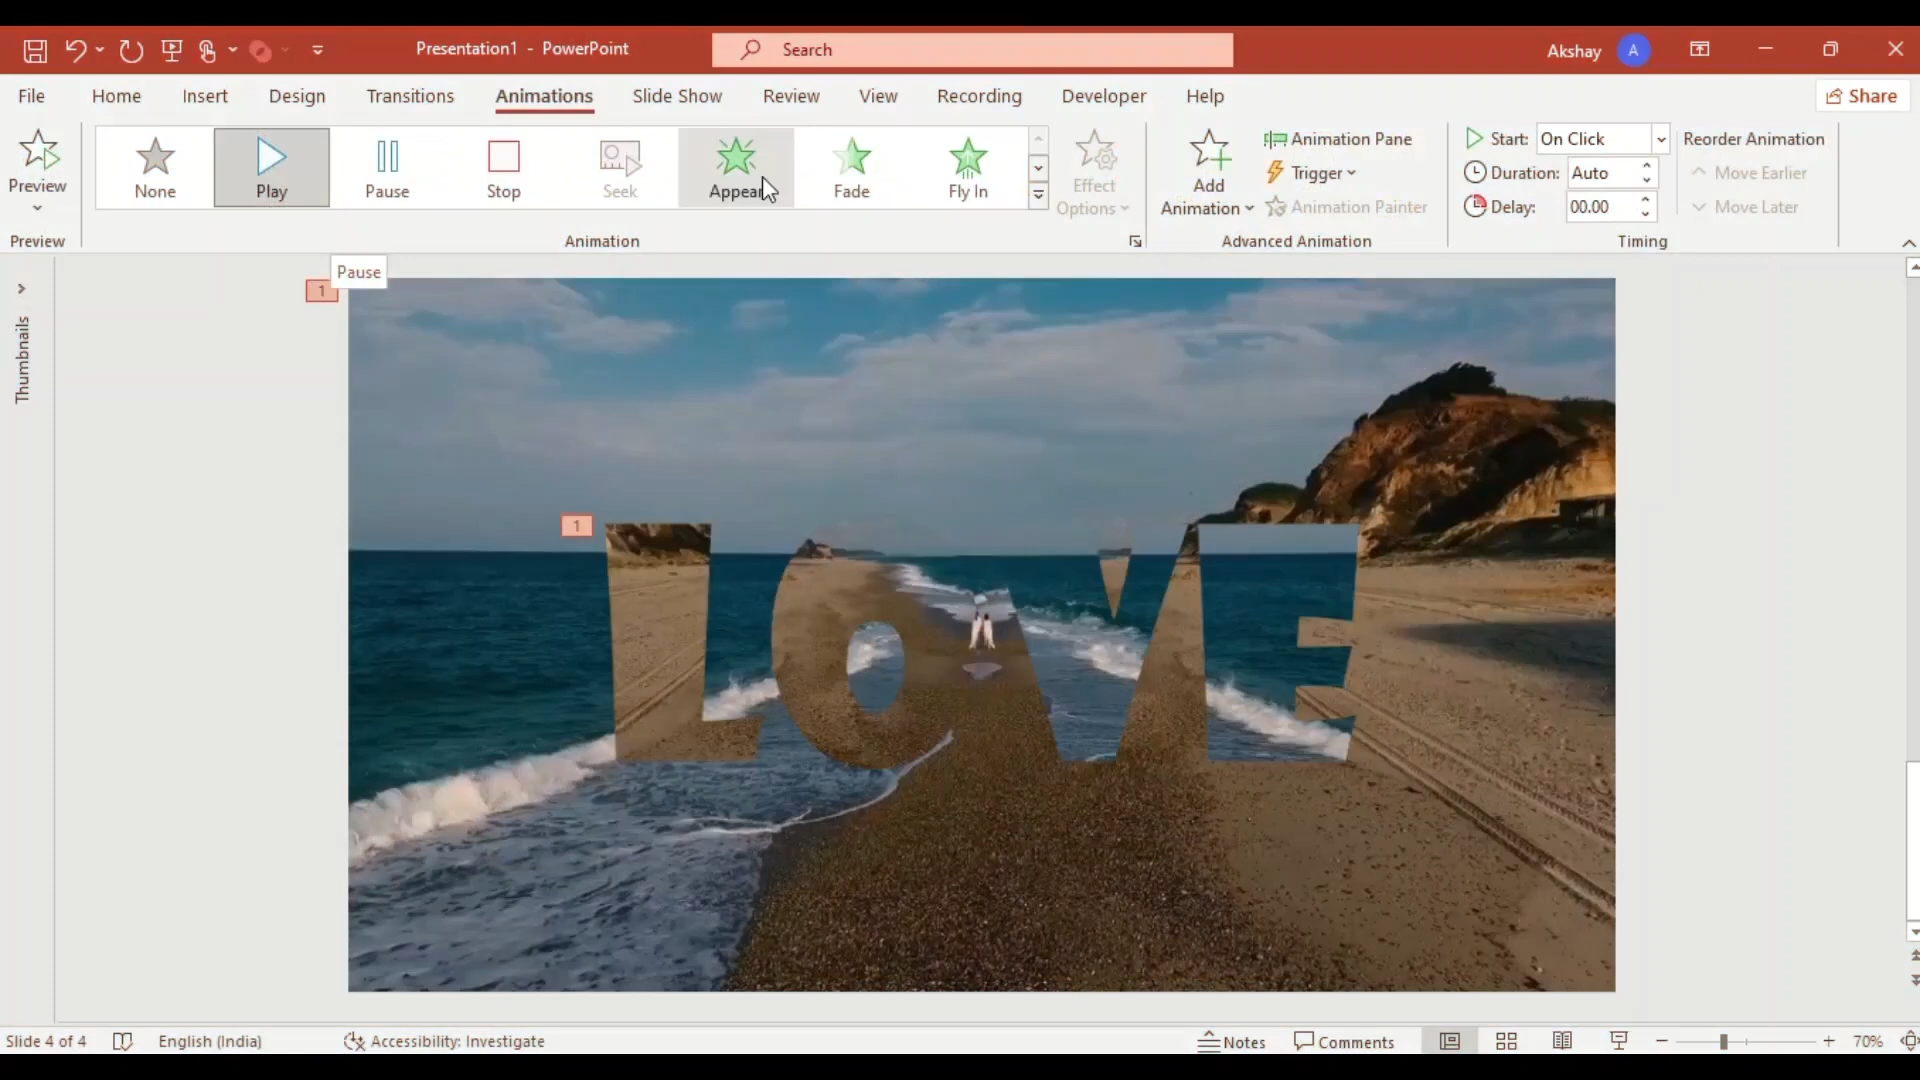 Presentation1 - PowerPoint
Search
Akshay
A
File
Home
Insert
Design
Transitions
Animations
Slide Show
Review
View
Recording
Developer
Help
Share
Preview
None
Play
Pause
Stop
Seek
Appear
Fade
Fly In
Effect
Options
Add
Animation
Animation Pane
Trigger
Animation Painter
Start: On Click
Duration: Auto
Delay: 00.00
Reorder Animation
Move Earlier
Move Later
Preview
Animation
Advanced Animation
Timing
Pause
1
Thumbnails
1
LOVE
Slide 4 of 4
English (India)
Accessibility: Investigate
Notes
Comments
70%